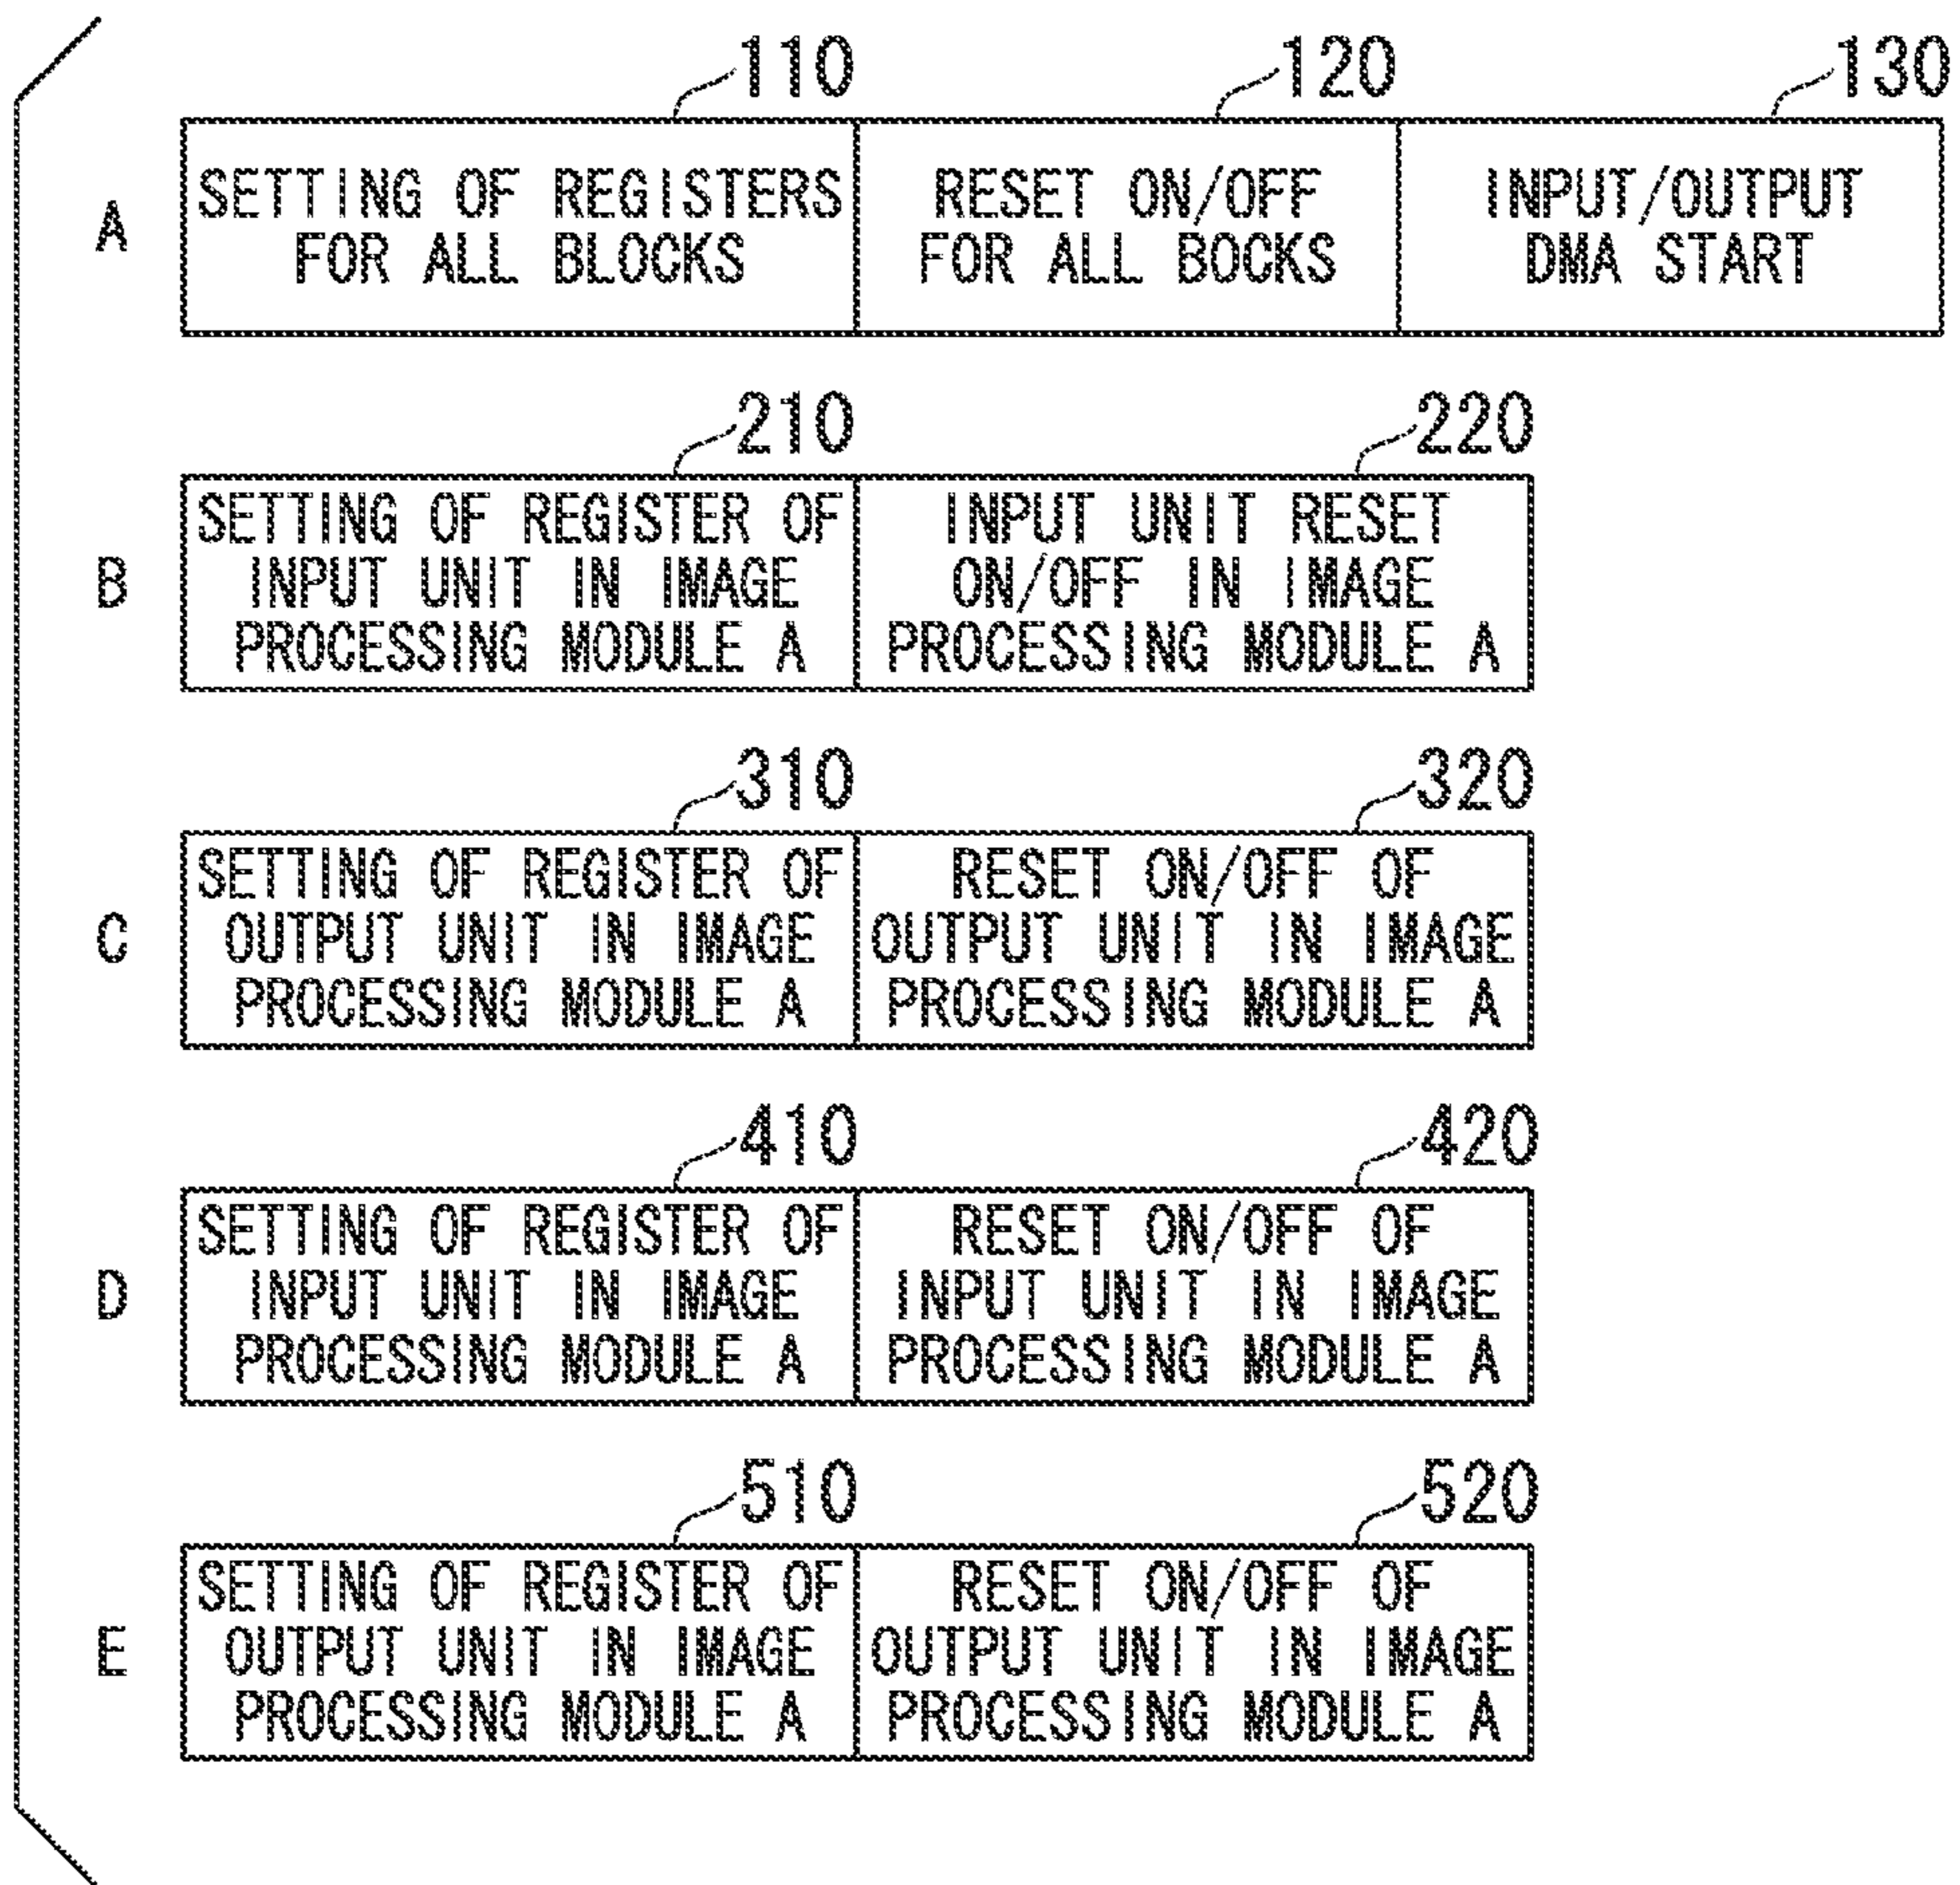 110
120
130
A
SETTING OF REGISTERS
FOR ALL BLOCKS
RESET ON/OFF
FOR ALL BOCKS
INPUT/OUTPUT
DMA START
210
220
B
SETTING OF REGISTER OF
INPUT UNIT IN IMAGE
PROCESSING MODULE A
INPUT UNIT RESET
ON/OFF IN IMAGE
PROCESSING MODULE A
310
320
C
SETTING OF REGISTER OF
OUTPUT UNIT IN IMAGE
PROCESSING MODULE A
RESET ON/OFF OF
OUTPUT UNIT IN IMAGE
PROCESSING MODULE A
410
420
D
SETTING OF REGISTER OF
INPUT UNIT IN IMAGE
PROCESSING MODULE A
RESET ON/OFF OF
INPUT UNIT IN IMAGE
PROCESSING MODULE A
510
520
E
SETTING OF REGISTER OF
OUTPUT UNIT IN IMAGE
PROCESSING MODULE A
RESET ON/OFF OF
OUTPUT UNIT IN IMAGE
PROCESSING MODULE A